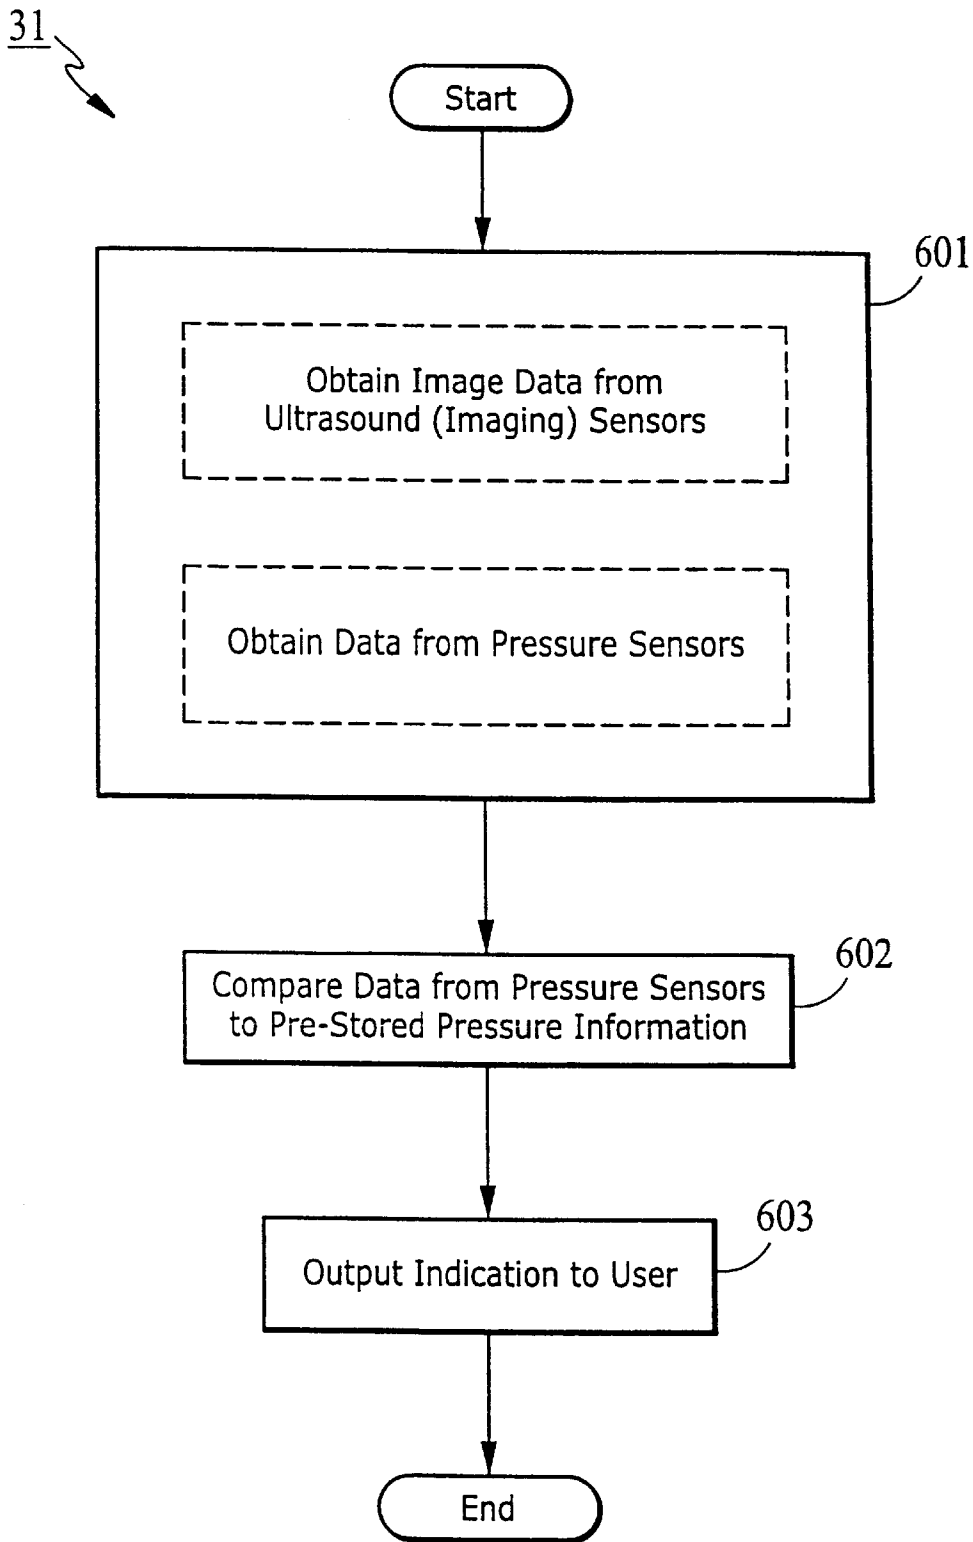 31
Start
601
Obtain Image Data from
Ultrasound (Imaging) Sensors
Obtain Data from Pressure Sensors
602
Compare Data from Pressure Sensors
to Pre-Stored Pressure Information
603
Output Indication to User
End